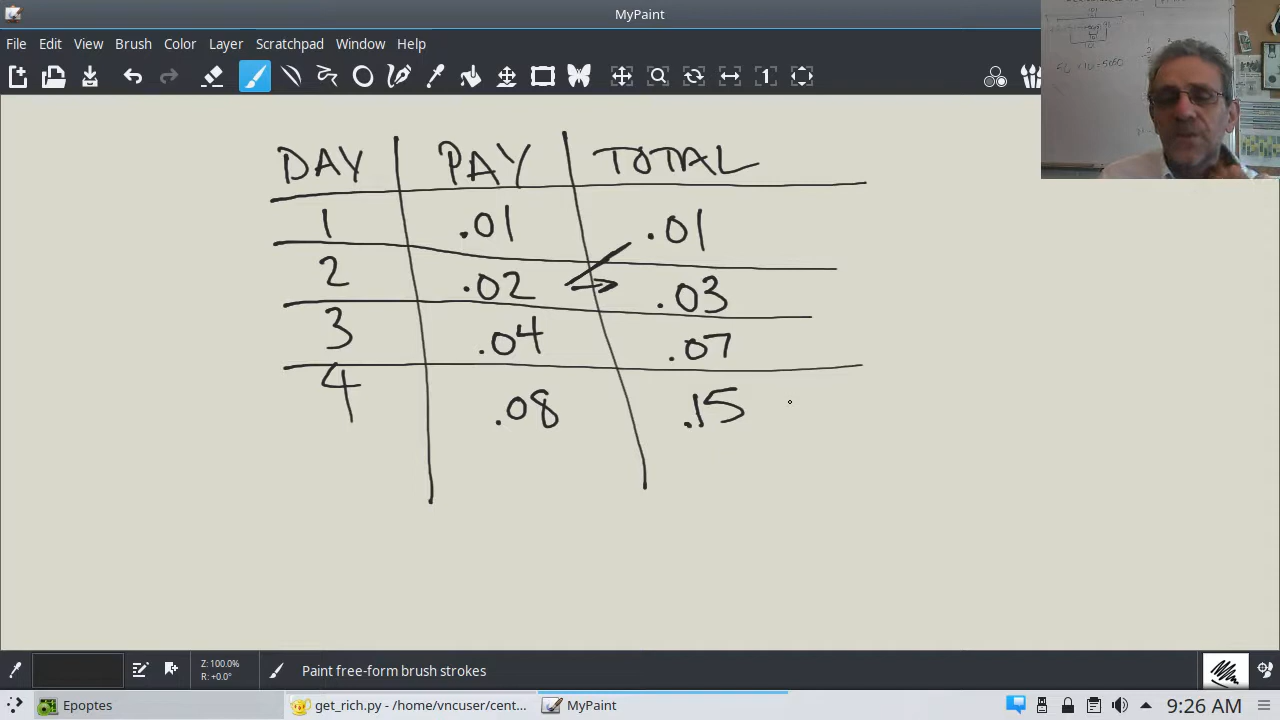 MyPaint
File Edit View Brush Color Layer Scratchpad Window Help
DAY PAY TOTAL
1 .01 .01
2 .02 .03
3 .04 .07
4 .08 .15
Z: 100.0%
R: +0.0°
Paint free-form brush strokes
Epoptes get_rich.py - /home/vncuser/cent... MyPaint 9:26 AM